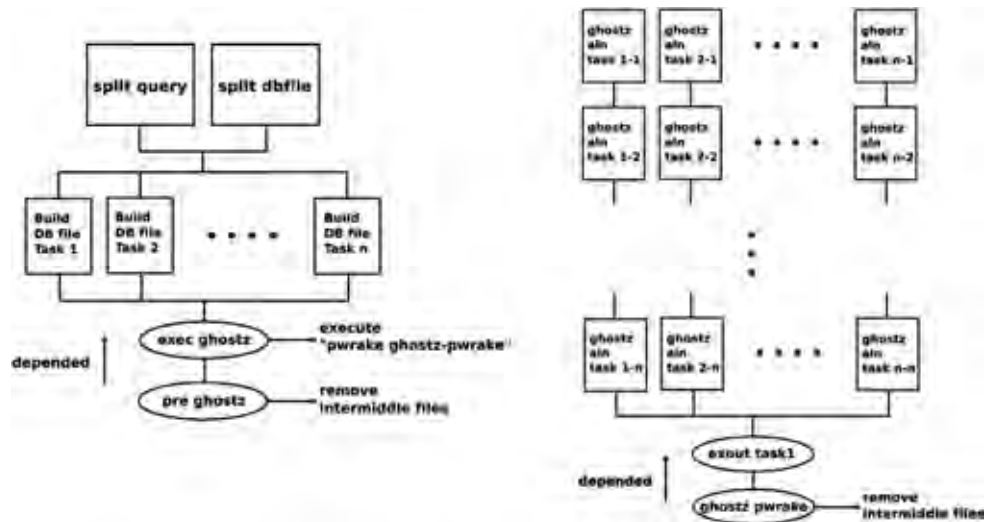 split query
split dbfile
Build
DB file
Task 1
Build
DB file
Task 2
Build
DB file
Task n
exec ghostz
execute
"pwrake ghostz-pwrake"
depended
pre ghostz
remove
intermiddle files
ghostz
aln
task 1-1
ghostz
aln
task 2-1
ghostz
aln
task n-1
ghostz
aln
task 1-2
ghostz
aln
task 2-2
ghostz
aln
task n-2
ghostz
aln
task 1-n
ghostz
aln
task 2-n
ghostz
aln
task n-n
exout task1
depended
ghostz pwrake
remove
intermiddle files